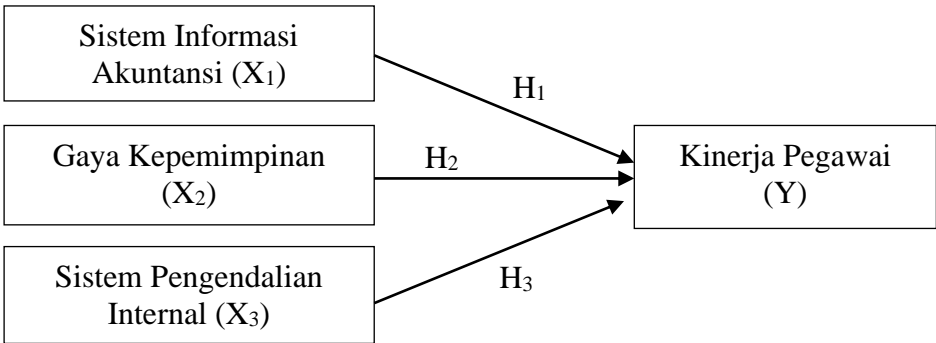 Sistem Informasi
Akuntansi (X₁)
H₁
Gaya Kepemimpinan
(X₂)
H₂
Kinerja Pegawai
(Y)
Sistem Pengendalian
Internal (X₃)
H₃